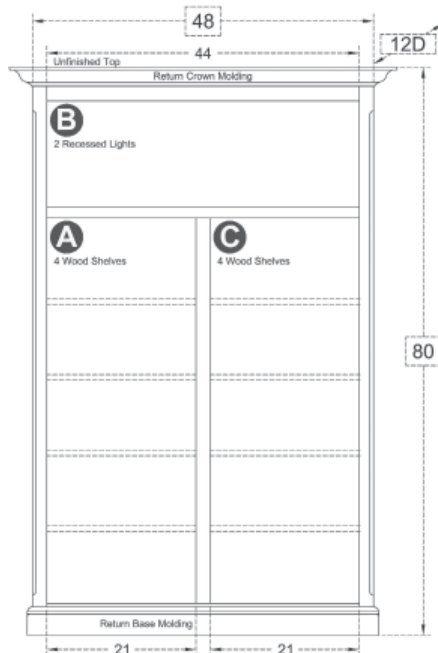 48
12D
44
Unfinished Top
Return Crown Molding
B
2 Recessed Lights
A
C
4 Wood Shelves
4 Wood Shelves
80
Return Base Molding
21
21